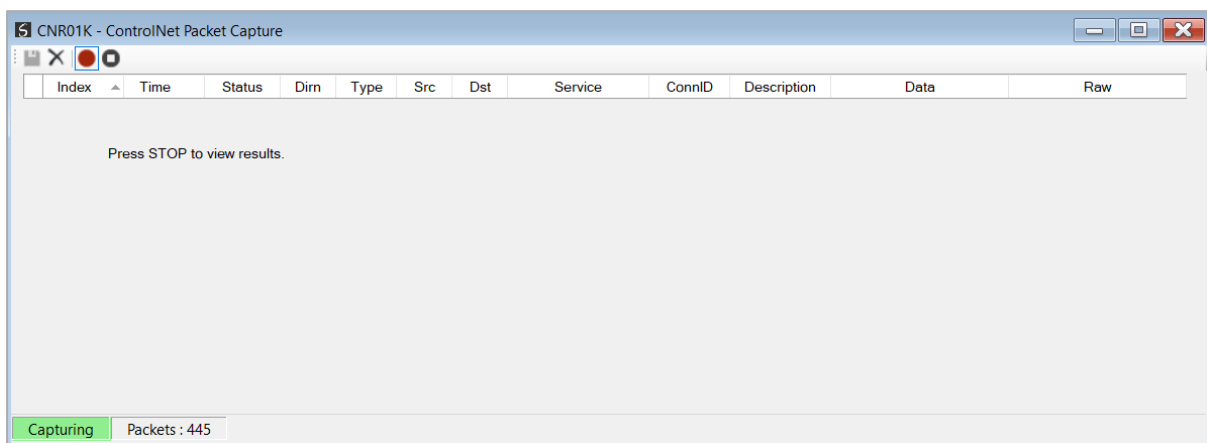 CNR01K - ControlNet Packet Capture
Index Time Status Dirn Type Src Dst Service ConnID Description Data Raw
Press STOP to view results.
Capturing Packets : 445